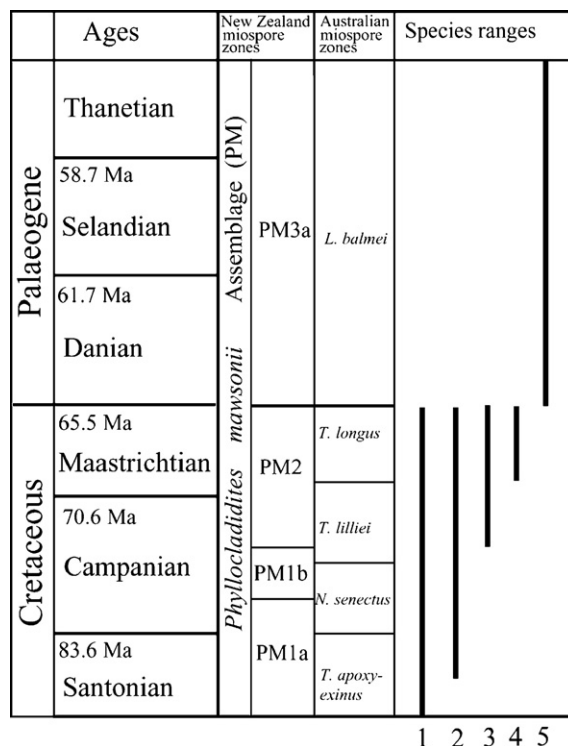 Ages
New Zealand
miospore
zones
Australian
miospore
zones
Species ranges
Palaeogene
Thanetian
58.7 Ma
Selandian
61.7 Ma
Danian
Cretaceous
65.5 Ma
Maastrichtian
70.6 Ma
Campanian
83.6 Ma
Santonian
Phyllocladidites mawsonii Assemblage (PM)
PM3a
PM2
PM1b
PM1a
L. balmei
T. longus
T. lilliei
N. senectus
T. apoxy-
exinus
1 2 3 4 5